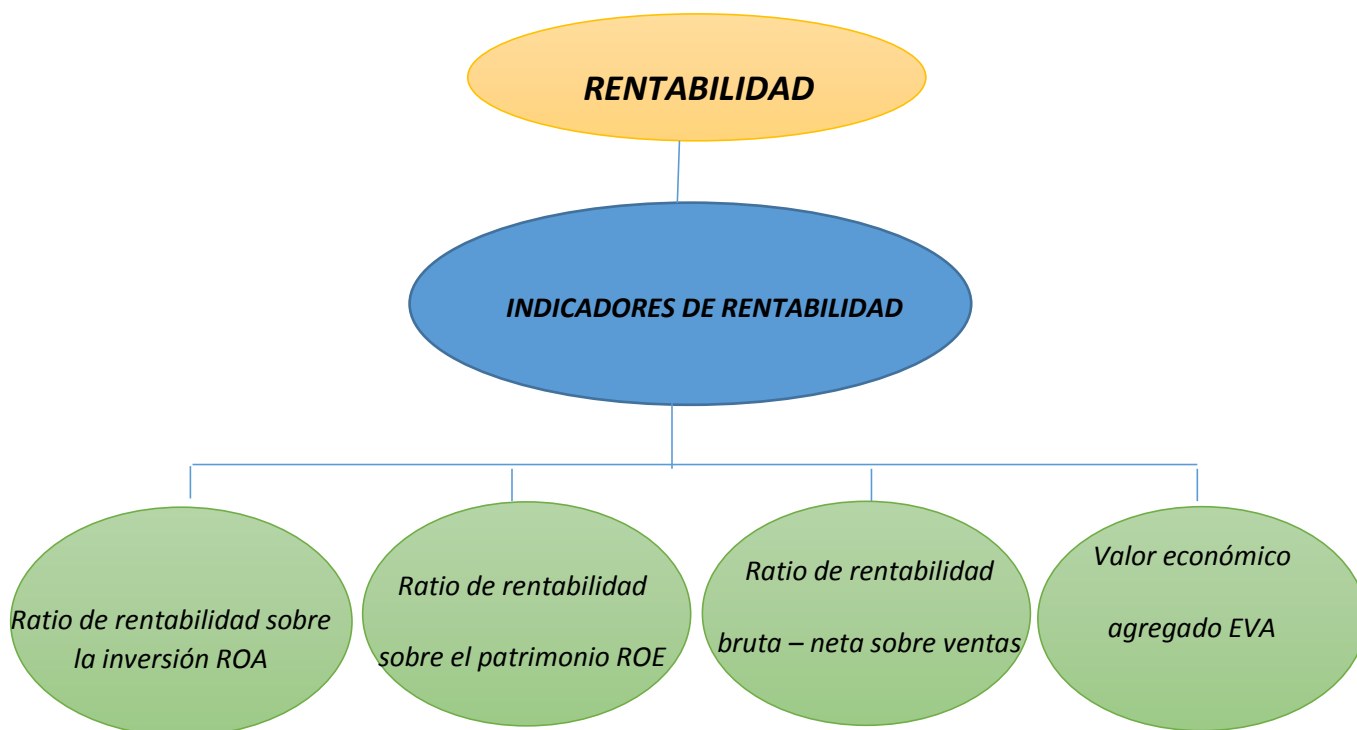 RENTABILIDAD
INDICADORES DE RENTABILIDAD
Ratio de rentabilidad sobre
la inversión ROA
Ratio de rentabilidad
sobre el patrimonio ROE
Ratio de rentabilidad
bruta – neta sobre ventas
Valor económico
agregado EVA